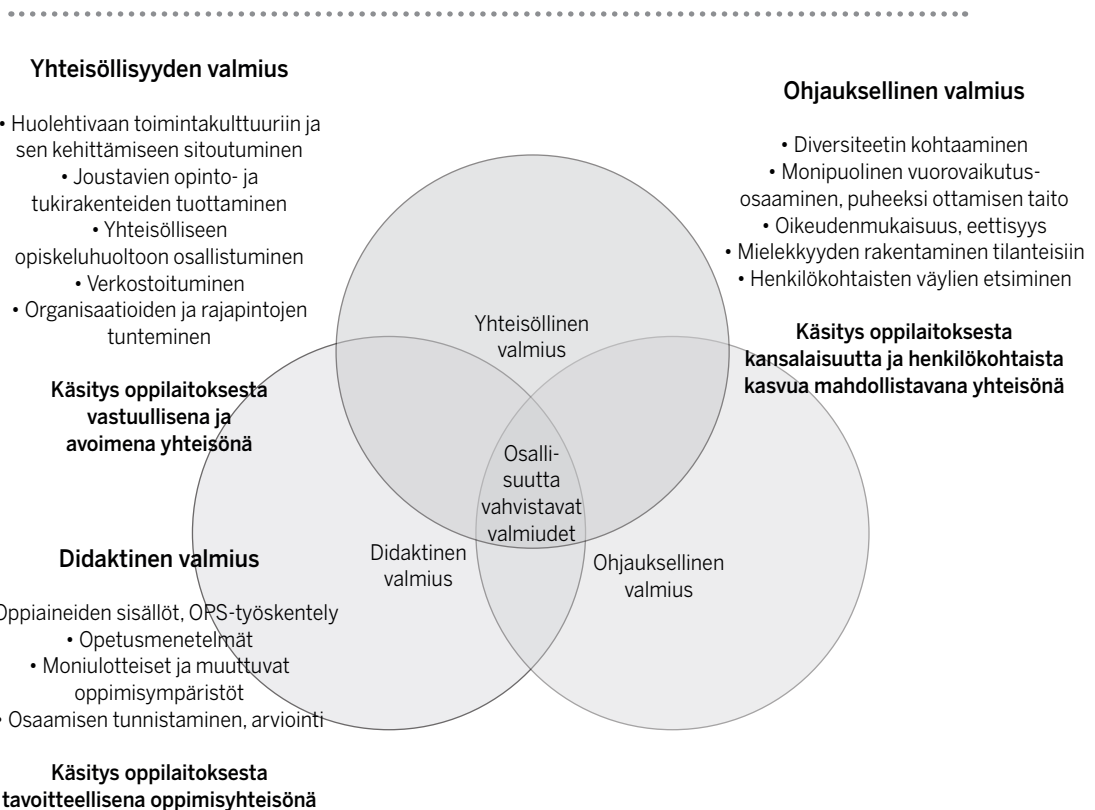 Yhteisöllisyyden valmius
• Huolehtivaan toimintakulttuuriin ja
sen kehittämiseen sitoutuminen
• Joustavien opinto- ja
tukirakenteiden tuottaminen
• Yhteisölliseen
opiskeluhuoltoon osallistuminen
• Verkostoituminen
• Organisaatioiden ja rajapintojen
tunteminen
Käsitys oppilaitoksesta
vastuullisena ja
avoimena yhteisönä
Ohjauksellinen valmius
• Diversiteetin kohtaaminen
• Monipuolinen vuorovaikutus-
osaaminen, puheeksi ottamisen taito
• Oikeudenmukaisuus, eettisyys
• Mielekkyyden rakentaminen tilanteisiin
• Henkilökohtaisten väylien etsiminen
Käsitys oppilaitoksesta
kansalaisuutta ja henkilökohtaista
kasvua mahdollistavana yhteisönä
Yhteisöllinen
valmius
Osalli-
suutta
vahvistavat
valmiudet
Didaktinen
valmius
Ohjauksellinen
valmius
Didaktinen valmius
Oppiaineiden sisällöt, OPS-työskentely
• Opetusmenetelmät
• Moniulotteiset ja muuttuvat
oppimisympäristöt
• Osaamisen tunnistaminen, arviointi
Käsitys oppilaitoksesta
tavoitteellisena oppimisyhteisönä